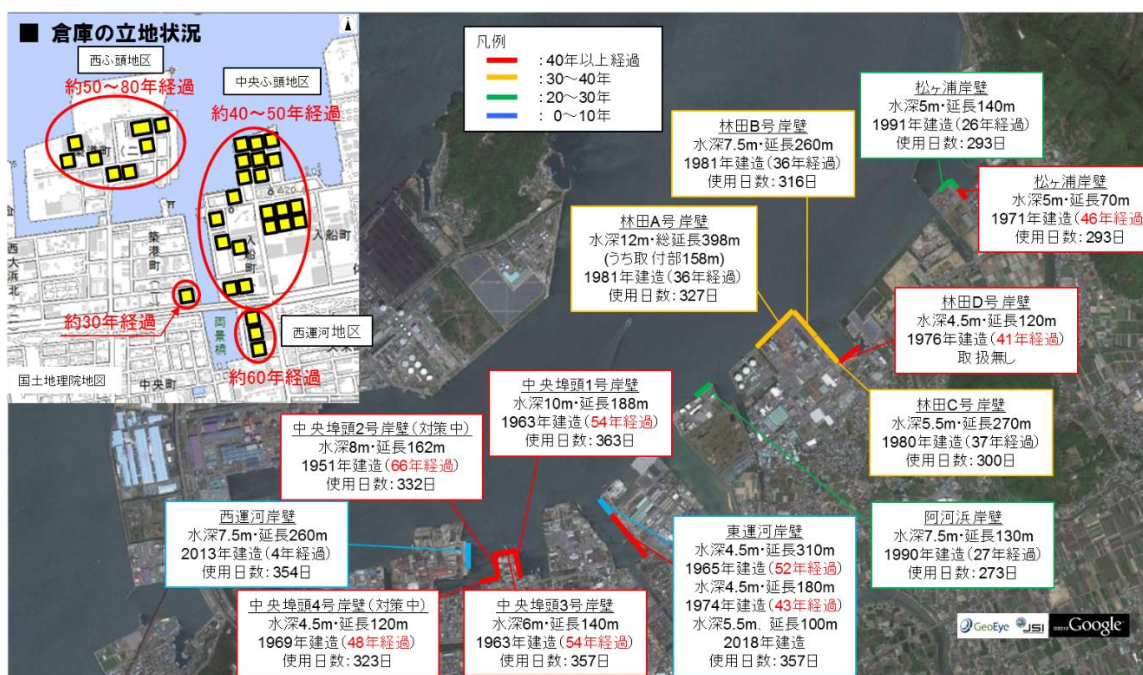 ■ 倉庫の立地状況
西ふ頭地区
約50～80年経過
中央ふ頭地区
約40～50年経過
入船町
築港町
西大浜北
約30年経過
西運河地区
約60年経過
両景橋
中央町
国土地理院地図
凡例
：40年以上経過
：30～40年
：20～30年
： 0～10年
松ヶ浦岸壁
水深5m・延長140m
1991年建造(26年経過)
使用日数：293日
林田B号岸壁
水深7.5m・延長260m
1981年建造(36年経過)
使用日数：316日
松ヶ浦岸壁
水深5m・延長70m
1971年建造(46年経過)
使用日数：293日
林田A号岸壁
水深12m・総延長398m
(うち取付部158m)
1981年建造(36年経過)
使用日数：327日
林田D号岸壁
水深4.5m・延長120m
1976年建造(41年経過)
取扱無し
中央埠頭1号岸壁
水深10m・延長188m
1963年建造(54年経過)
使用日数：363日
林田C号岸壁
水深5.5m・延長270m
1980年建造(37年経過)
使用日数：300日
中央埠頭2号岸壁(対策中)
水深8m・延長162m
1951年建造(66年経過)
使用日数：332日
西運河岸壁
水深7.5m・延長260m
2013年建造(4年経過)
使用日数：354日
東運河岸壁
水深4.5m・延長310m
1965年建造(52年経過)
水深4.5m・延長180m
1974年建造(43年経過)
水深5.5m、延長100m
2018年建造
使用日数：357日
阿河浜岸壁
水深7.5m・延長130m
1990年建造(27年経過)
使用日数：273日
中央埠頭4号岸壁(対策中)
水深4.5m・延長120m
1969年建造(48年経過)
使用日数：323日
中央埠頭3号岸壁
水深6m・延長140m
1963年建造(54年経過)
使用日数：357日
GeoEye JSI Google